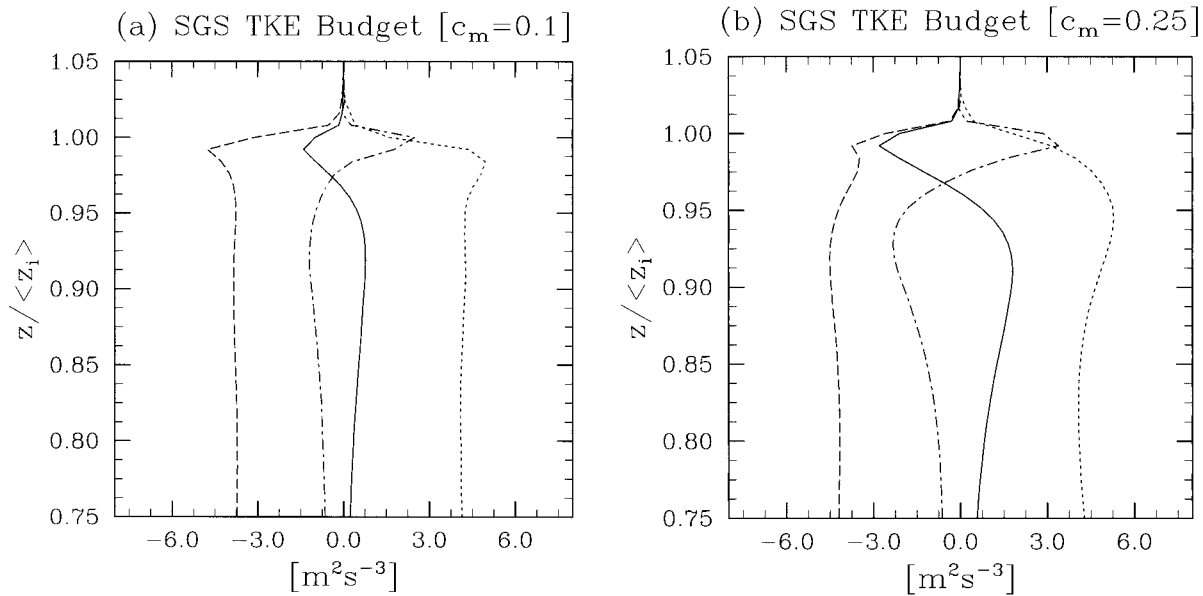 (a) SGS TKE Budget [c_m=0.1]
1.05
1.00
0.95
0.90
0.85
0.80
0.75
z/<z_i>
−6.0 −3.0 0.0 3.0 6.0
[m²s⁻³]
(b) SGS TKE Budget [c_m=0.25]
1.05
1.00
0.95
0.90
0.85
0.80
0.75
z/<z_i>
−6.0 −3.0 0.0 3.0 6.0
[m²s⁻³]